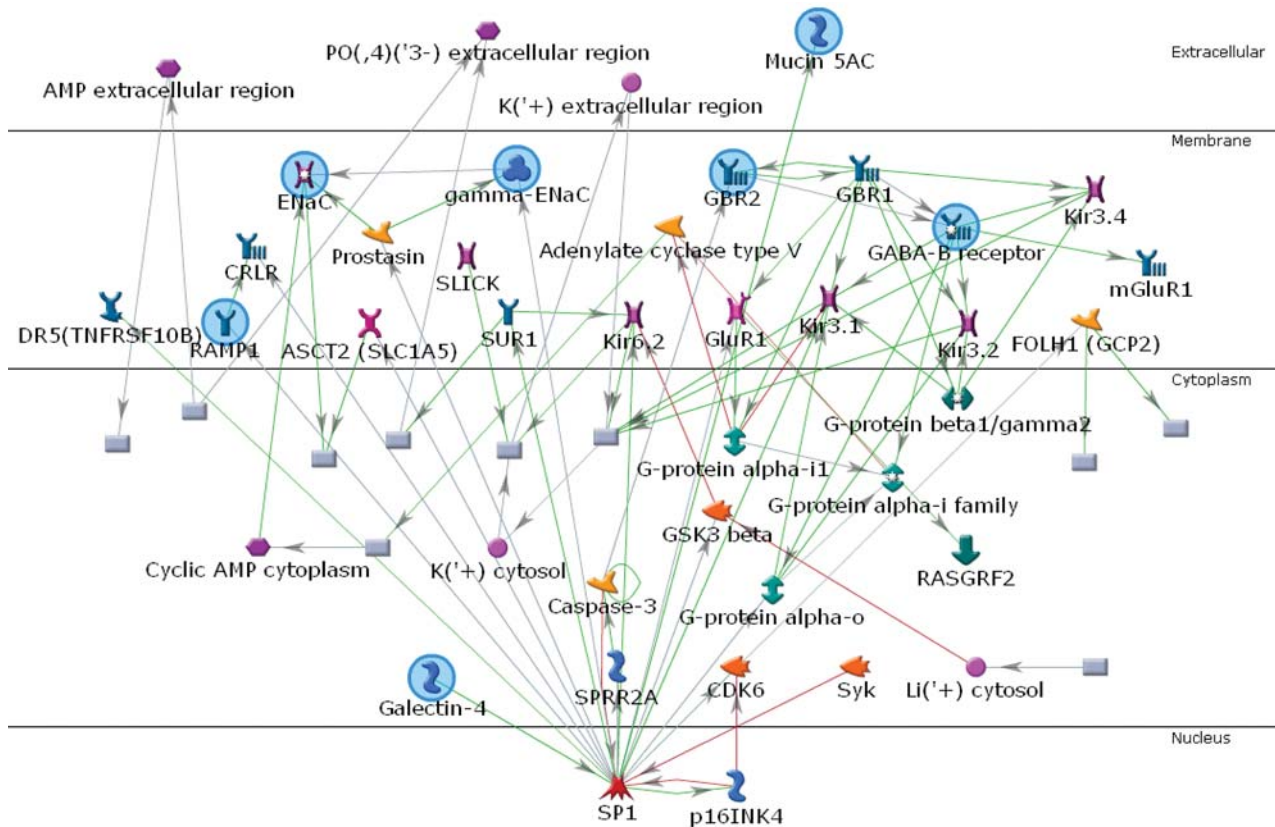 PO(,4)('3-) extracellular region
Extracellular
Mucin 5AC
AMP extracellular region
K('+) extracellular region
Membrane
ENaC
gamma-ENaC
GBR2
GBR1
Kir3.4
Prostasin
Adenylate cyclase type V
GABA-B receptor
CRLR
SLICK
mGluR1
DR5(TNFRSF10B)
RAMP1
ASCT2 (SLC1A5)
SUR1
Kir6.2
GluR1
Kir3.1
Kir3.2
FOLH1 (GCP2)
Cytoplasm
G-protein beta1/gamma2
G-protein alpha-i1
G-protein alpha-i family
GSK3 beta
Cyclic AMP cytoplasm
K('+) cytosol
RASGRF2
Caspase-3
G-protein alpha-o
SPRR2A
CDK6
Syk
Li('+) cytosol
Galectin-4
Nucleus
SP1
p16INK4